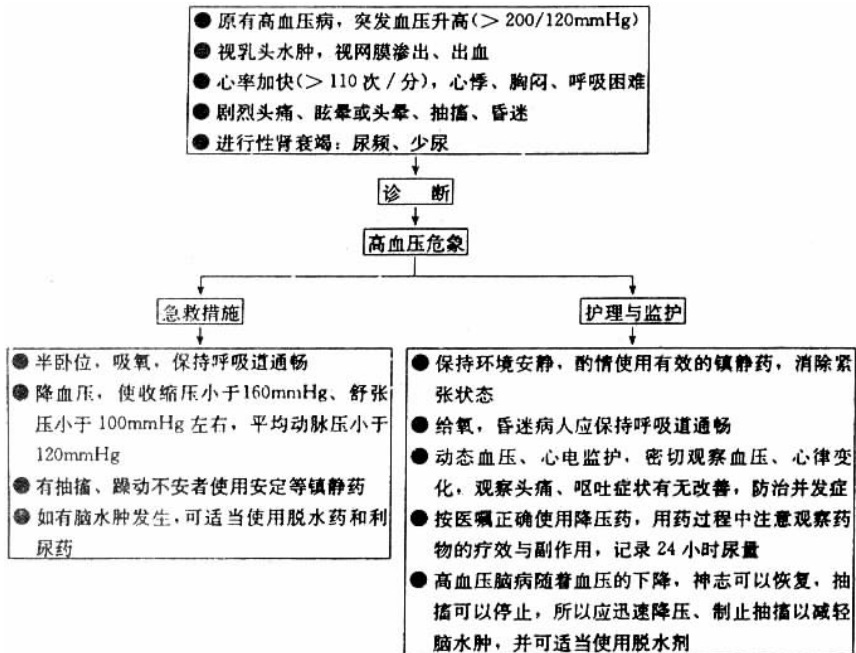 ● 原有高血压病，突发血压升高(＞200/120mmHg)
● 视乳头水肿，视网膜渗出、出血
● 心率加快(＞110次/分)，心悸、胸闷、呼吸困难
● 剧烈头痛、眩晕或头晕、抽搐、昏迷
● 进行性肾衰竭：尿频、少尿
诊 断
高血压危象
急救措施
● 半卧位，吸氧，保持呼吸道通畅
● 降血压，使收缩压小于160mmHg、舒张
压小于100mmHg左右，平均动脉压小于
120mmHg
● 有抽搐、躁动不安者使用安定等镇静药
● 如有脑水肿发生，可适当使用脱水药和利
尿药
护理与监护
● 保持环境安静，酌情使用有效的镇静药，消除紧
张状态
● 给氧，昏迷病人应保持呼吸道通畅
● 动态血压、心电监护，密切观察血压、心律变
化，观察头痛、呕吐症状有无改善，防治并发症
● 按医嘱正确使用降压药，用药过程中注意观察药
物的疗效与副作用，记录24小时尿量
● 高血压脑病随着血压的下降，神志可以恢复，抽
搐可以停止，所以应迅速降压、制止抽搐以减轻
脑水肿，并可适当使用脱水剂